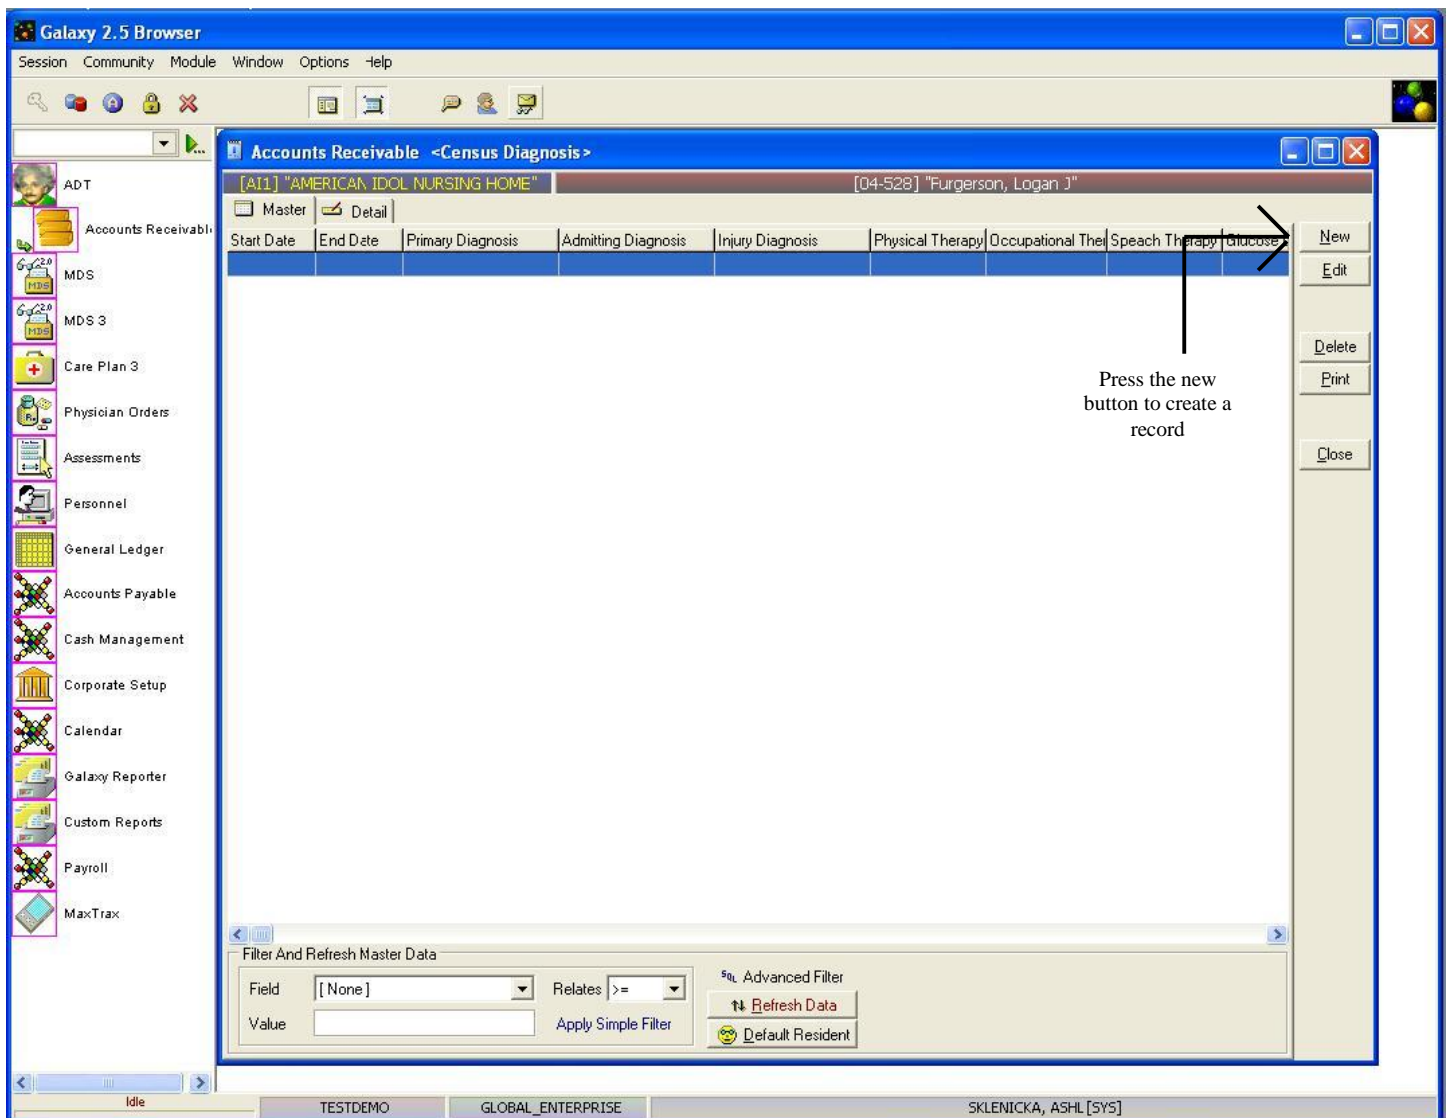 Galaxy 2.5 Browser
Session Community Module Window Options Help
Accounts Receivable <Census Diagnosis>
[AI1] "AMERICAN IDOL NURSING HOME" [04-528] "Furgerson, Logan J"
Master Detail
Start Date End Date Primary Diagnosis Admitting Diagnosis Injury Diagnosis Physical Therapy Occupational Ther Speach Therapy Glucose
New
Edit
Delete
Print
Close
Press the new
button to create a
record
ADT
Accounts Receivabl
MDS
MDS 3
Care Plan 3
Physician Orders
Assessments
Personnel
General Ledger
Accounts Payable
Cash Management
Corporate Setup
Calendar
Galaxy Reporter
Custom Reports
Payroll
MaxTrax
Filter And Refresh Master Data
Field [ None ] Relates >=
Value Apply Simple Filter
SQL Advanced Filter
Refresh Data
Default Resident
Idle
TESTDEMO GLOBAL_ENTERPRISE SKLENICKA, ASHL [SYS]